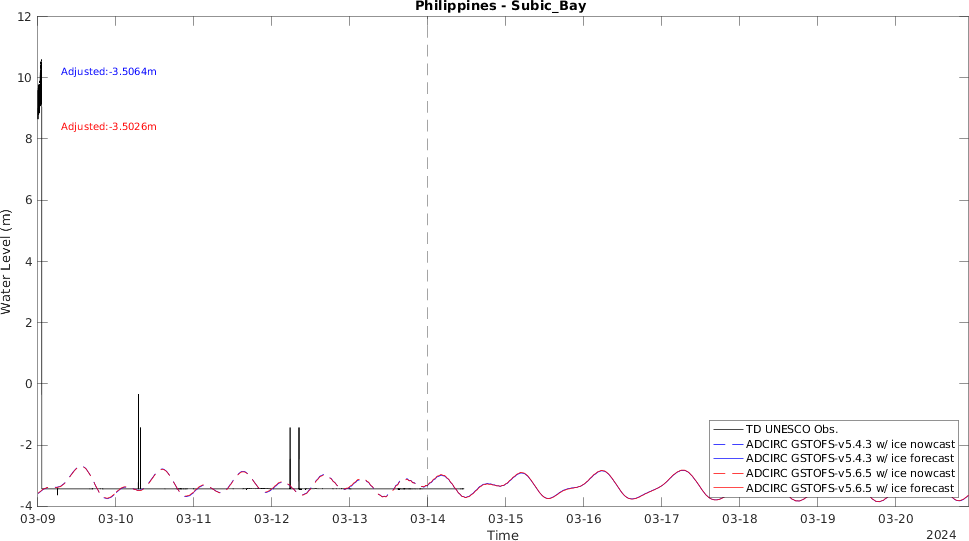 Philippines - Subic_Bay
12
10
8
6
4
2
0
-2
-4
Water Level (m)
Adjusted:-3.5064m
Adjusted:-3.5026m
TD UNESCO Obs.
ADCIRC GSTOFS-v5.4.3 w/ ice nowcast
ADCIRC GSTOFS-v5.4.3 w/ ice forecast
ADCIRC GSTOFS-v5.6.5 w/ ice nowcast
ADCIRC GSTOFS-v5.6.5 w/ ice forecast
03-09 03-10 03-11 03-12 03-13 03-14 03-15 03-16 03-17 03-18 03-19 03-20
Time
2024